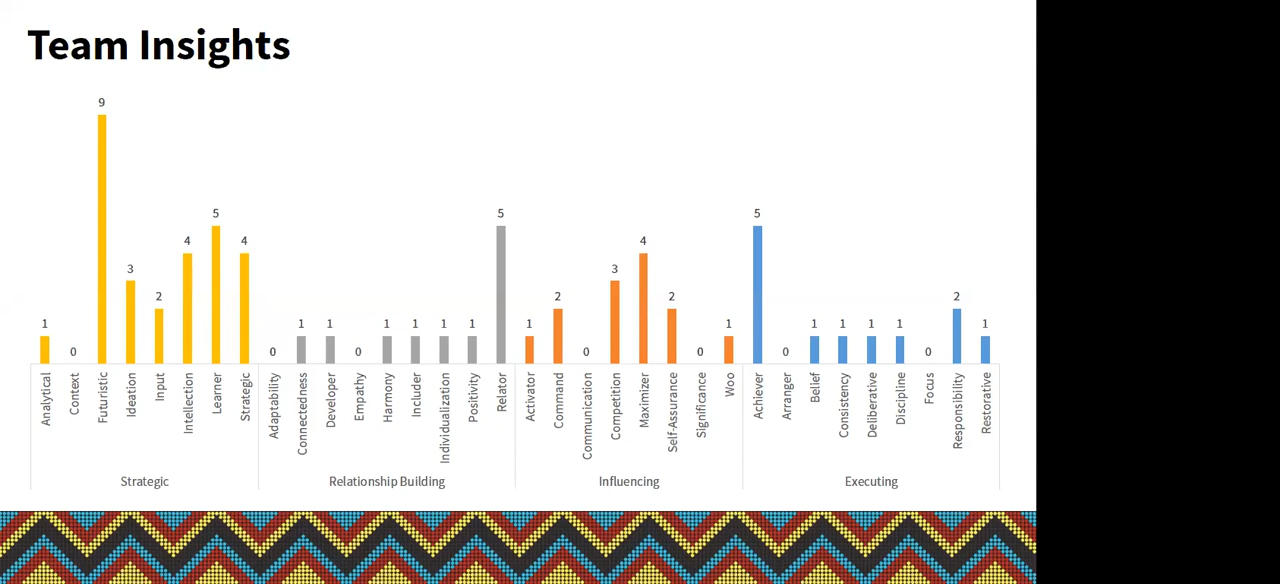 Team Insights
9
5
5
5
4
4
4
3
3
2
2
2
2
1
1
1
1
1
1
1
1
1
1
1
1
1
1
0
0
0
0
0
0
0
Analytical
Context
Futuristic
Ideation
Input
Intellection
Learner
Strategic
Adaptability
Connectedness
Developer
Empathy
Harmony
Includer
Individualization
Positivity
Relator
Activator
Command
Communication
Competition
Maximizer
Self-Assurance
Significance
Woo
Achiever
Arranger
Belief
Consistency
Deliberative
Discipline
Focus
Responsibility
Restorative
Strategic
Relationship Building
Influencing
Executing